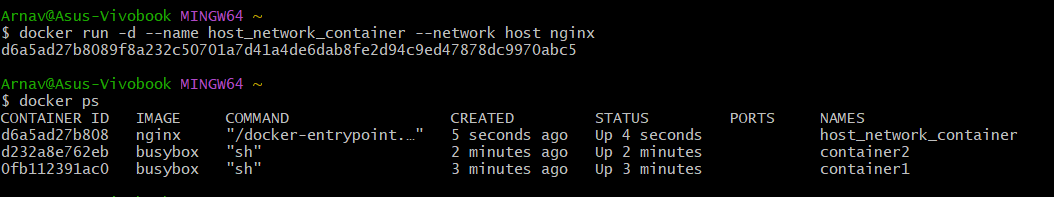 Arnav@Asus-Vivobook MINGW64 ~
$ docker run -d --name host_network_container --network host nginx
d6a5ad27b8089f8a232c50701a7d41a4de6dab8fe2d94c9ed47878dc9970abc5
Arnav@Asus-Vivobook MINGW64 ~
$ docker ps
CONTAINER ID   IMAGE     COMMAND                  CREATED         STATUS         PORTS     NAMES
d6a5ad27b808   nginx     "/docker-entrypoint.…"   5 seconds ago   Up 4 seconds             host_network_container
d232a8e762eb   busybox   "sh"                     2 minutes ago   Up 2 minutes             container2
0fb112391ac0   busybox   "sh"                     3 minutes ago   Up 3 minutes             container1